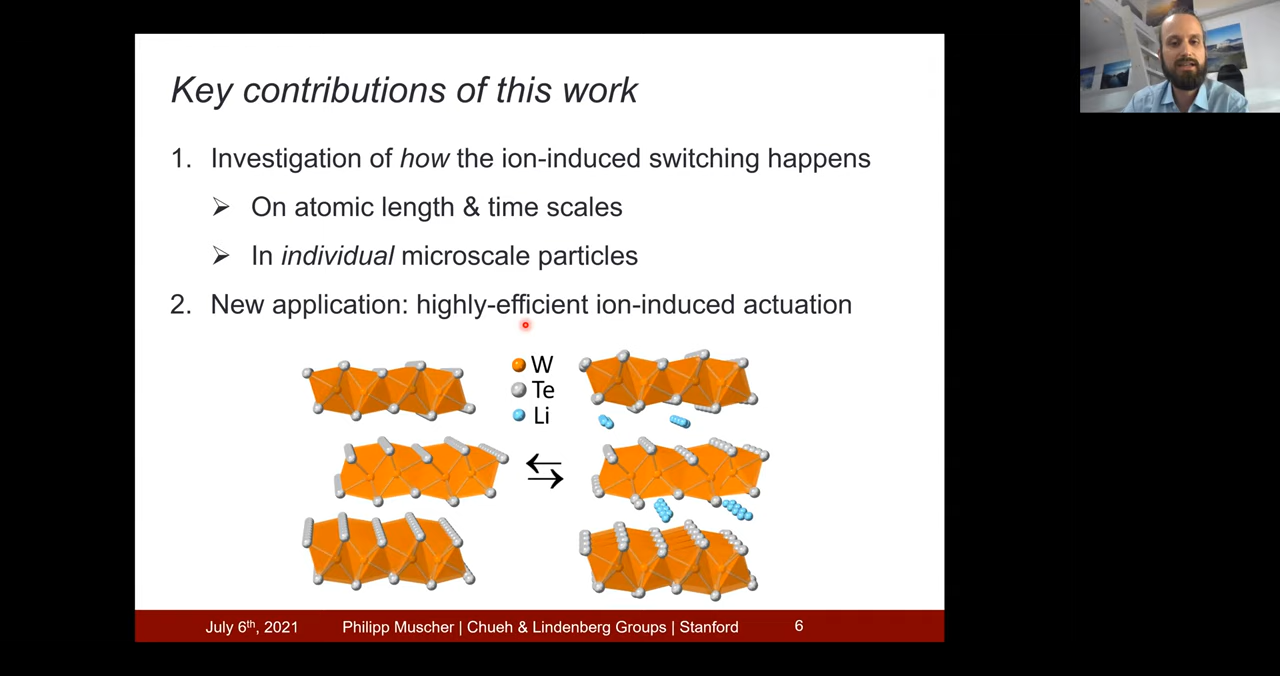 Key contributions of this work
1. Investigation of how the ion-induced switching happens
➤ On atomic length & time scales
➤ In individual microscale particles
2. New application: highly-efficient ion-induced actuation
W
Te
Li
July 6th, 2021 Philipp Muscher | Chueh & Lindenberg Groups | Stanford 6